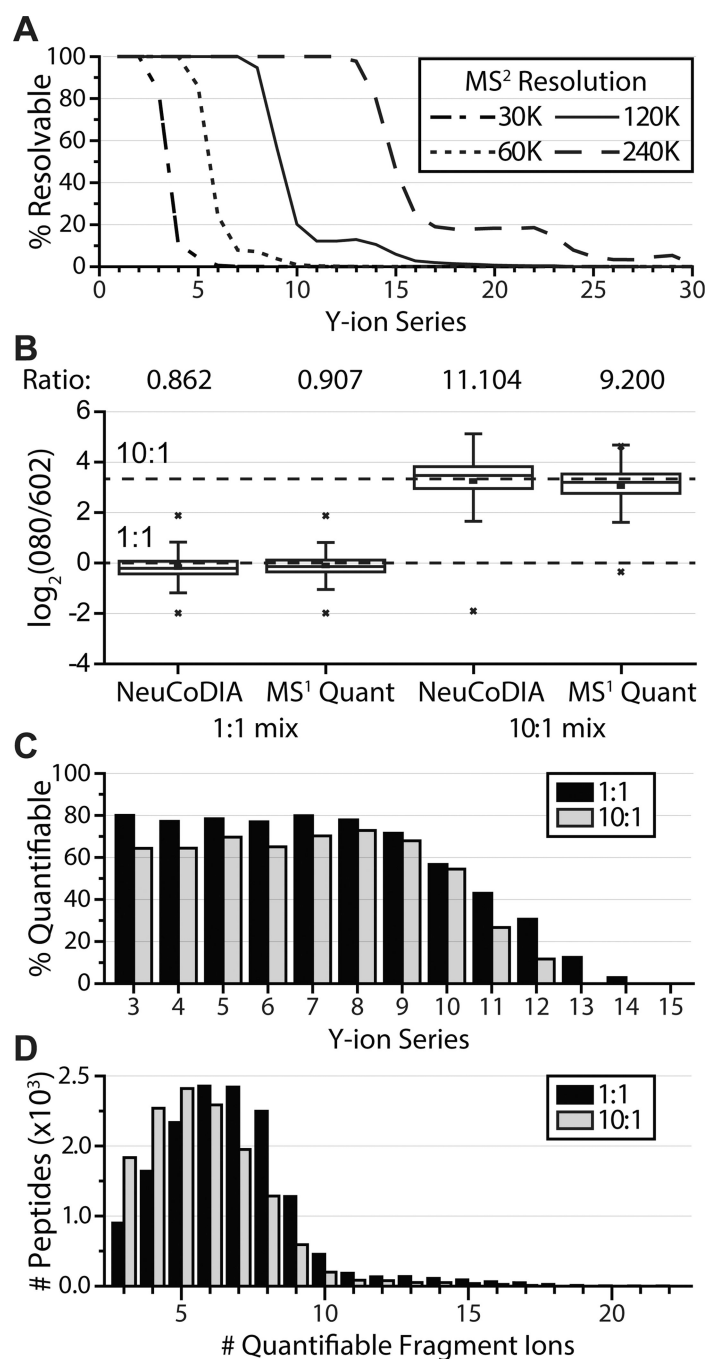 A
100
80
60
40
20
0
% Resolvable
MS² Resolution
30K 120K
60K 240K
0 5 10 15 20 25 30
Y-ion Series
B
Ratio: 0.862 0.907 11.104 9.200
6
4
2
0
-2
-4
log₂(080/602)
10:1
1:1
NeuCoDIA MS¹ Quant NeuCoDIA MS¹ Quant
1:1 mix 10:1 mix
C
100
80
60
40
20
0
% Quantifiable
1:1
10:1
3 4 5 6 7 8 9 10 11 12 13 14 15
Y-ion Series
D
2.5
2.0
1.0
0.0
# Peptides (x10³)
1:1
10:1
5 10 15 20
# Quantifiable Fragment Ions